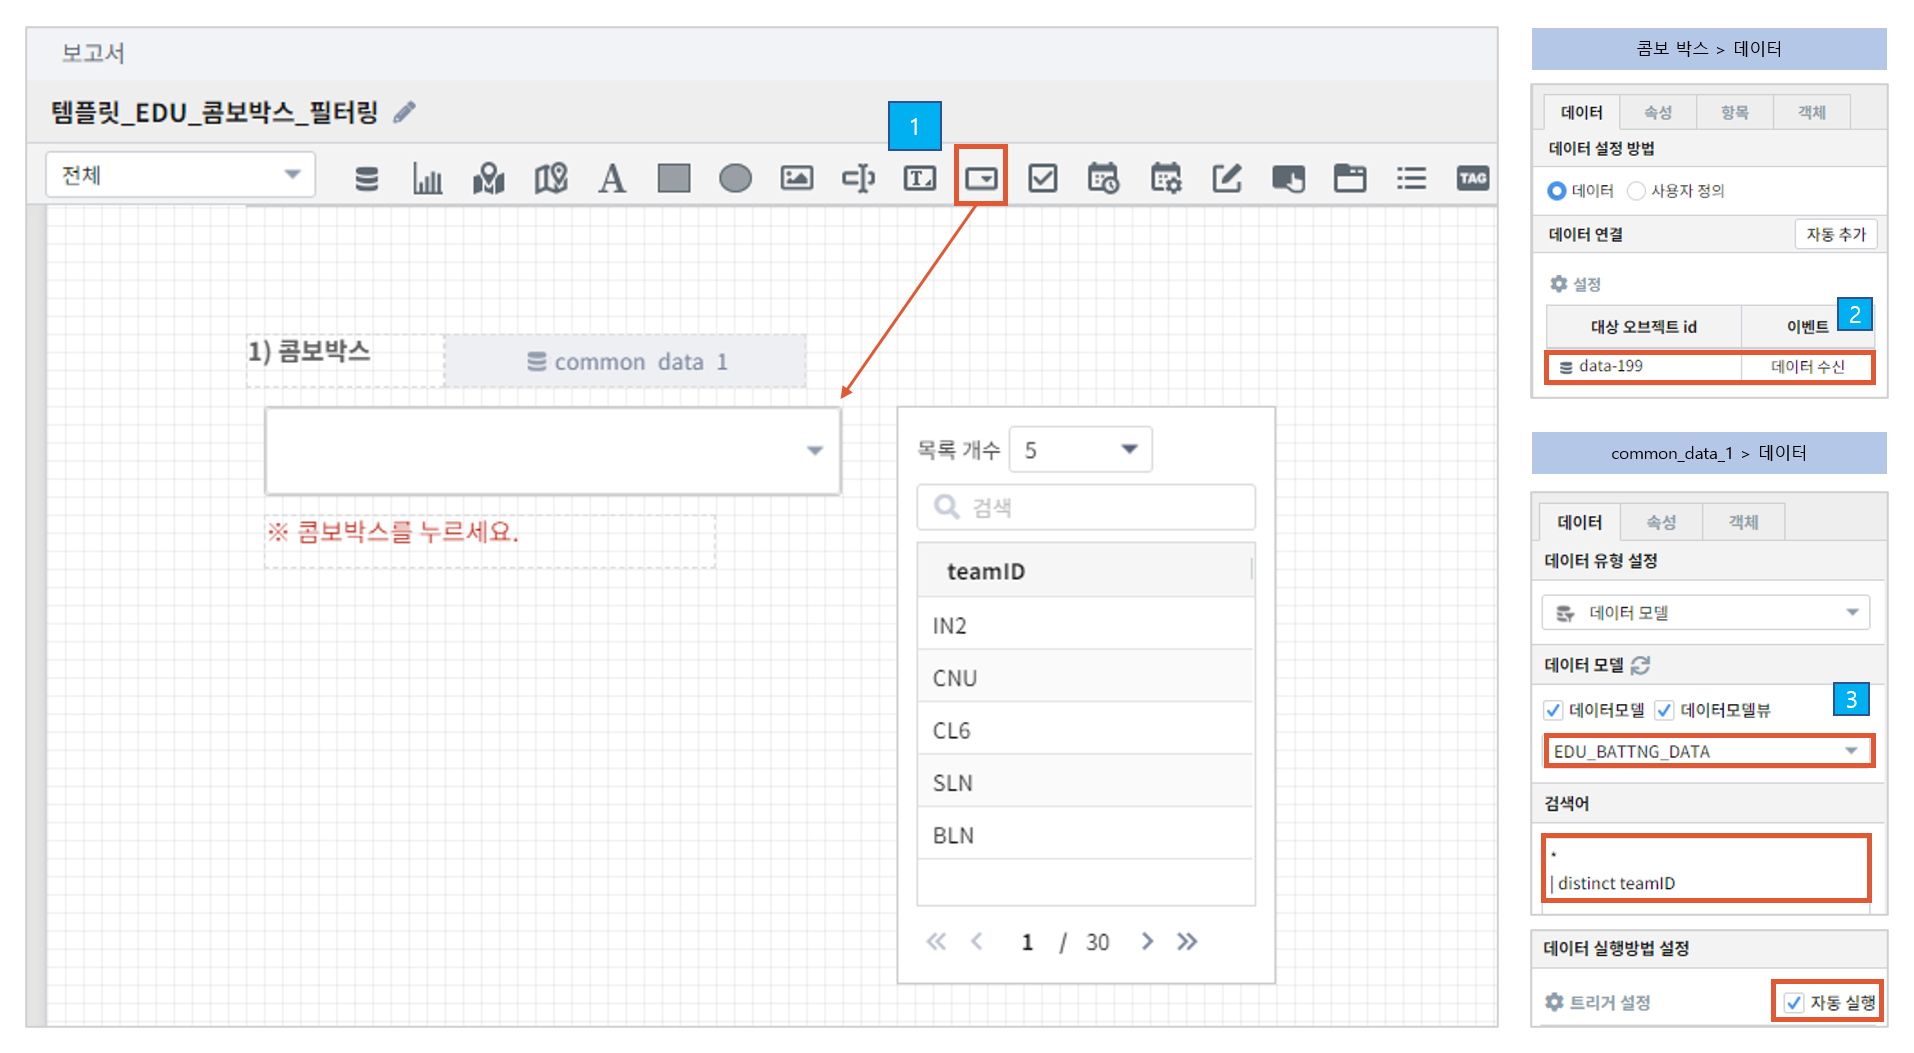 보고서
템플릿_EDU_콤보박스_필터링
1
전체
T
A
TAG
1) 콤보박스
common data 1
※ 콤보박스를 누르세요.
목록 개수 5
검색
teamID
IN2
CNU
CL6
SLN
BLN
1 / 30
콤보 박스 > 데이터
데이터 속성 항목 객체
데이터 설정 방법
데이터 사용자 정의
데이터 연결 자동 추가
설정
2
대상 오브젝트 id 이벤트
data-199 데이터 수신
common_data_1 > 데이터
데이터 속성 객체
데이터 유형 설정
데이터 모델
데이터 모델
3
데이터모델 데이터모델뷰
EDU_BATTNG_DATA
검색어
*
| distinct teamID
데이터 실행방법 설정
트리거 설정 자동 실행